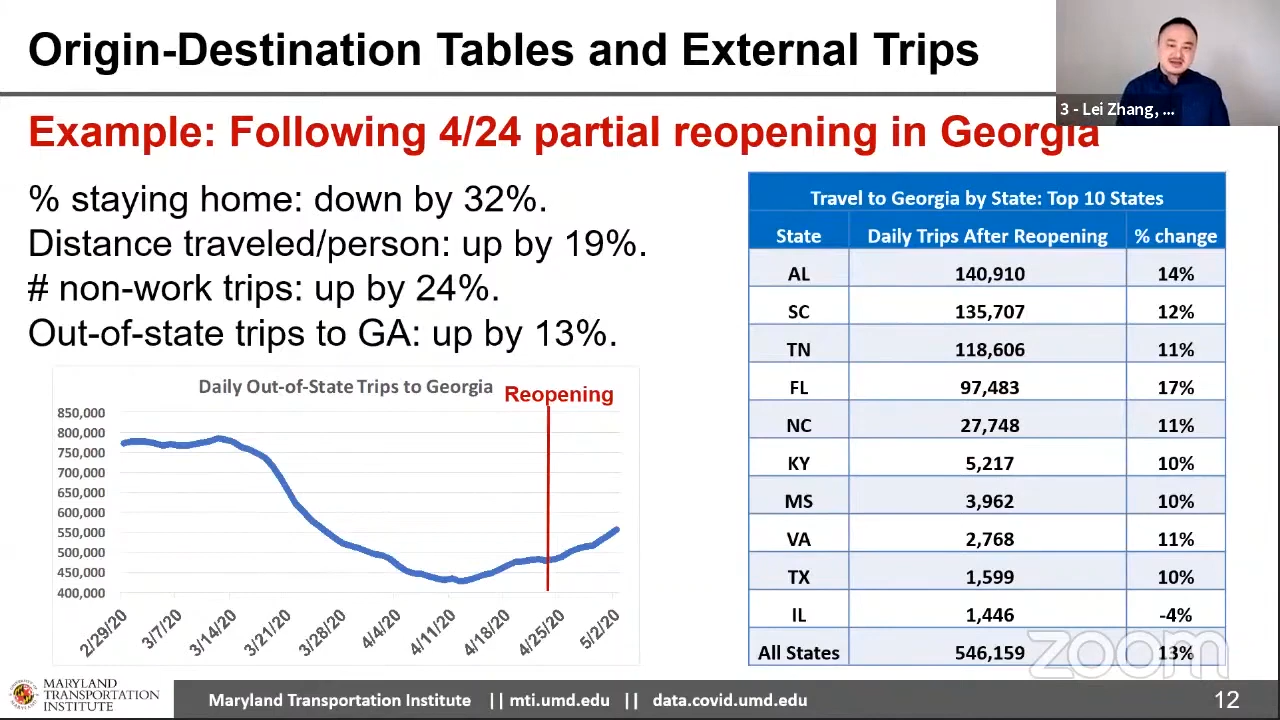 Origin-Destination Tables and External Trips
3 - Lei Zhang, ...
Example: Following 4/24 partial reopening in Georgia
% staying home: down by 32%.
Distance traveled/person: up by 19%.
# non-work trips: up by 24%.
Out-of-state trips to GA: up by 13%.
Daily Out-of-State Trips to Georgia
Reopening
850,000
800,000
750,000
700,000
650,000
600,000
550,000
500,000
450,000
400,000
2/29/20 3/7/20 3/14/20 3/21/20 3/28/20 4/4/20 4/11/20 4/18/20 4/25/20 5/2/20
Travel to Georgia by State: Top 10 States
State Daily Trips After Reopening % change
AL 140,910 14%
SC 135,707 12%
TN 118,606 11%
FL 97,483 17%
NC 27,748 11%
KY 5,217 10%
MS 3,962 10%
VA 2,768 11%
TX 1,599 10%
IL 1,446 -4%
All States 546,159 13%
zoom
MARYLAND
TRANSPORTATION
INSTITUTE
Maryland Transportation Institute || mti.umd.edu || data.covid.umd.edu
12